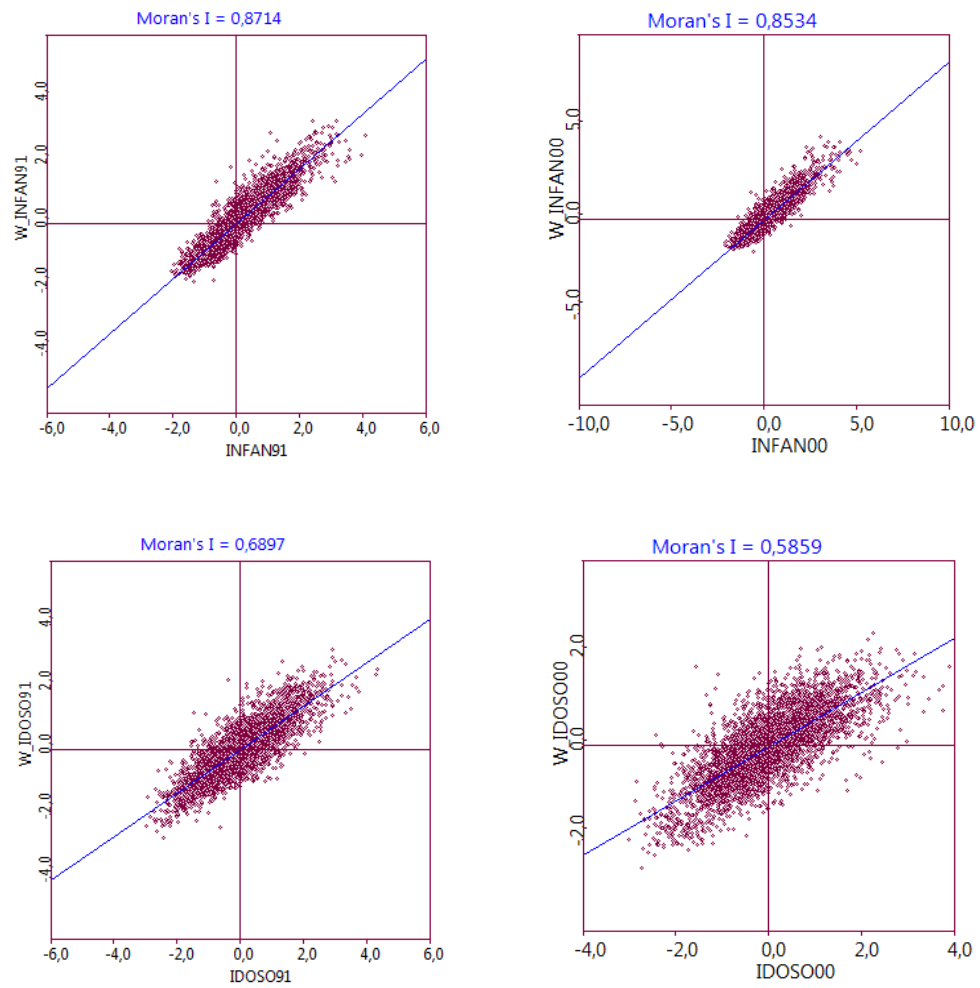 Moran's I = 0,8714
W_INFAN91
4,0
2,0
0,0
-2,0
-4,0
-6,0 -4,0 -2,0 0,0 2,0 4,0 6,0
INFAN91
Moran's I = 0,8534
W_INFAN00
5,0
0,0
-5,0
-10,0 -5,0 0,0 5,0 10,0
INFAN00
Moran's I = 0,6897
W_IDOSO91
4,0
2,0
0,0
-2,0
-4,0
-6,0 -4,0 -2,0 0,0 2,0 4,0 6,0
IDOSO91
Moran's I = 0,5859
W_IDOSO00
2,0
0,0
-2,0
-4,0 -2,0 0,0 2,0 4,0
IDOSO00